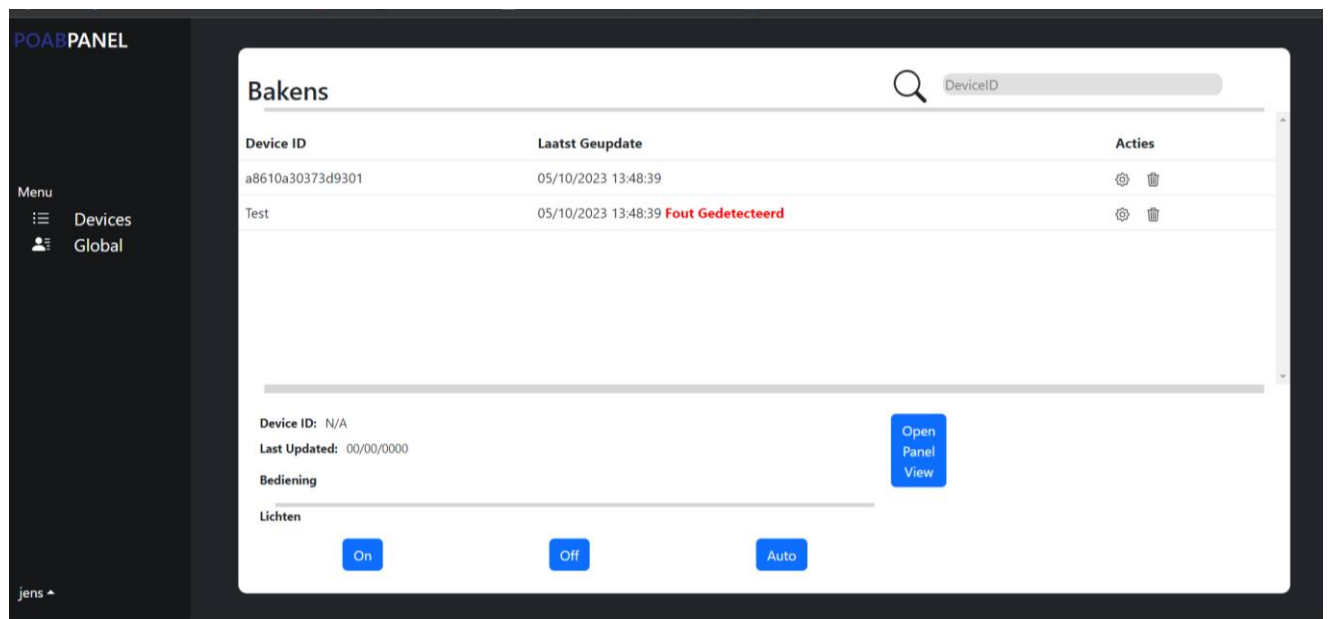 POABPANEL
Menu
Devices
Global
jens
Bakens
DeviceID
Device ID Laatst Geupdate Acties
a8610a30373d9301 05/10/2023 13:48:39
Test 05/10/2023 13:48:39 Fout Gedetecteerd
Device ID: N/A
Last Updated: 00/00/0000
Bediening
Lichten
On Off Auto
Open
Panel
View